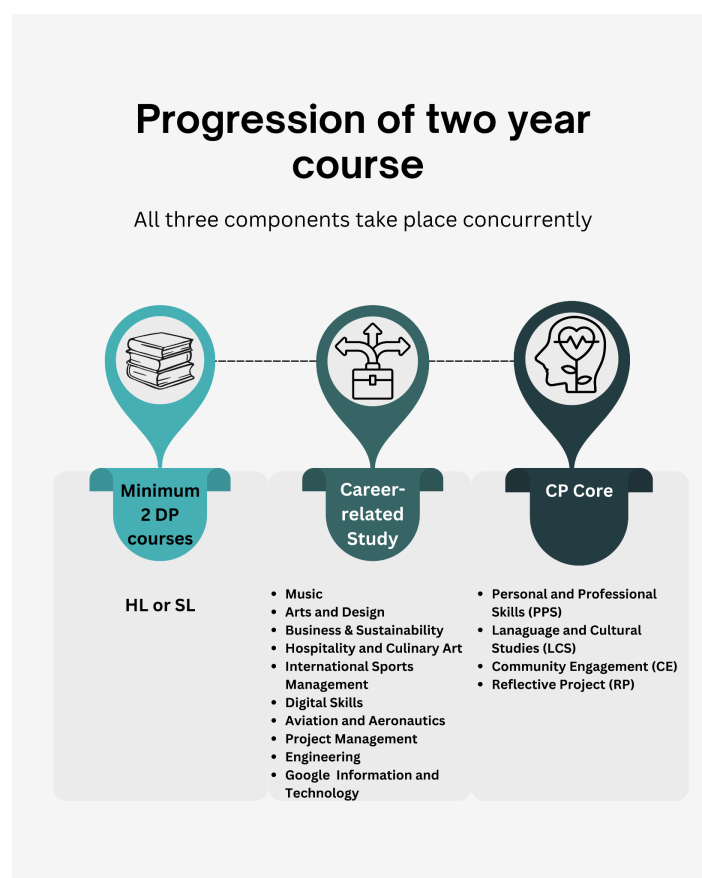 Progression of two year
course
All three components take place concurrently
Minimum
2 DP
courses
HL or SL
Career-
related
Study
• Music
• Arts and Design
• Business & Sustainability
• Hospitality and Culinary Art
• International Sports
Management
• Digital Skills
• Aviation and Aeronautics
• Project Management
• Engineering
• Google Information and
Technology
CP Core
• Personal and Professional
Skills (PPS)
• Lanaguage and Cultural
Studies (LCS)
• Community Engagement (CE)
• Reflective Project (RP)